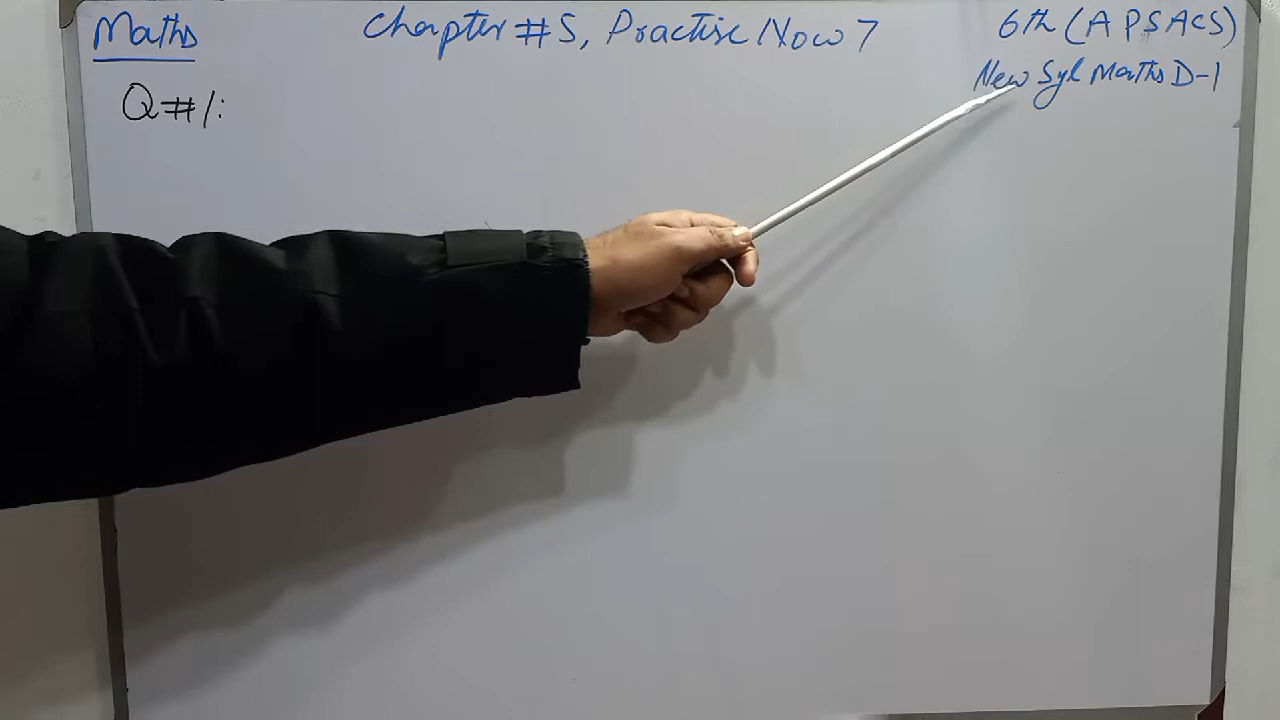 Maths
Chapter #5, Practise Now 7
6th (APSACS)
New Syl Maths D-1
Q#1: